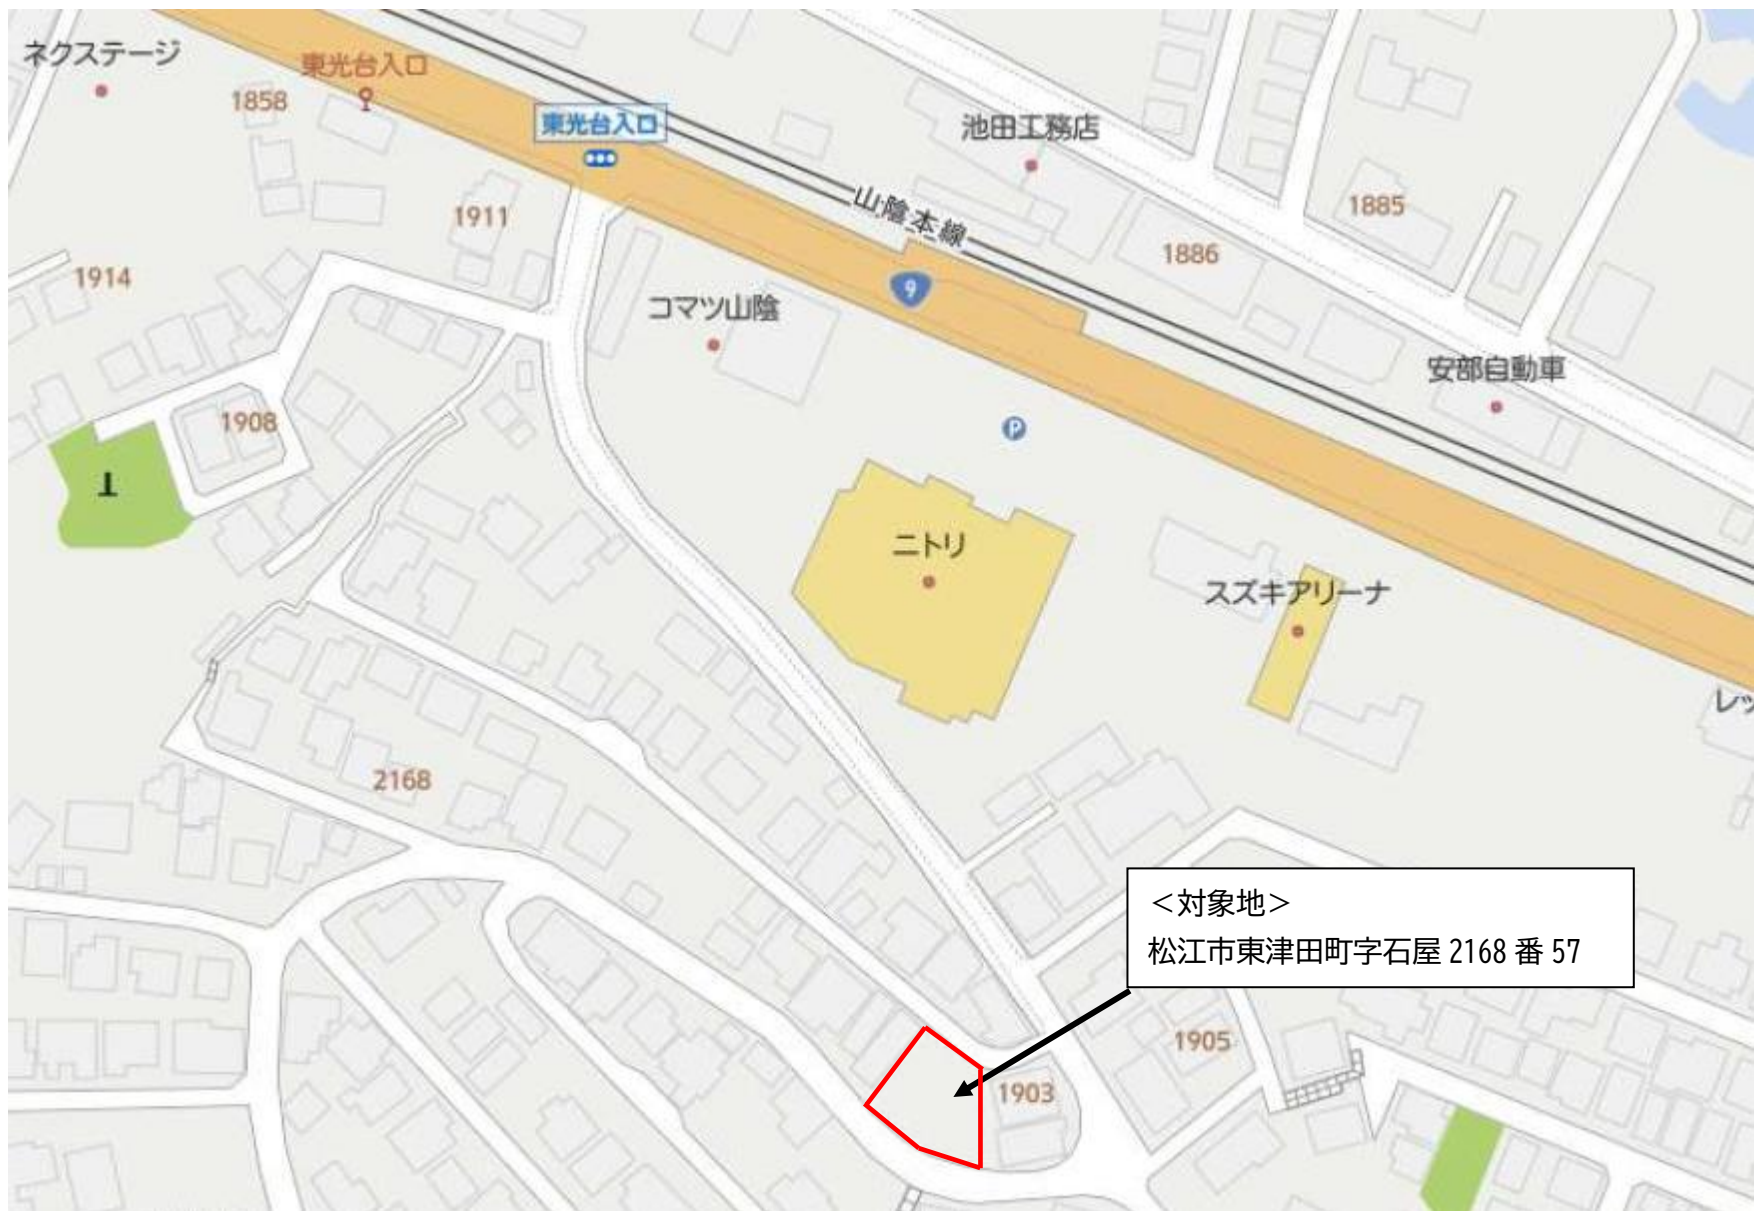 ネクステージ
東光台入口
1858
東光台入口
池田工務店
1911
山陰本線
1885
1886
1914
9
コマツ山陰
安部自動車
1908
P
ニトリ
スズキアリーナ
レッ
2168
＜対象地＞
松江市東津田町字石屋 2168 番 57
1905
1903